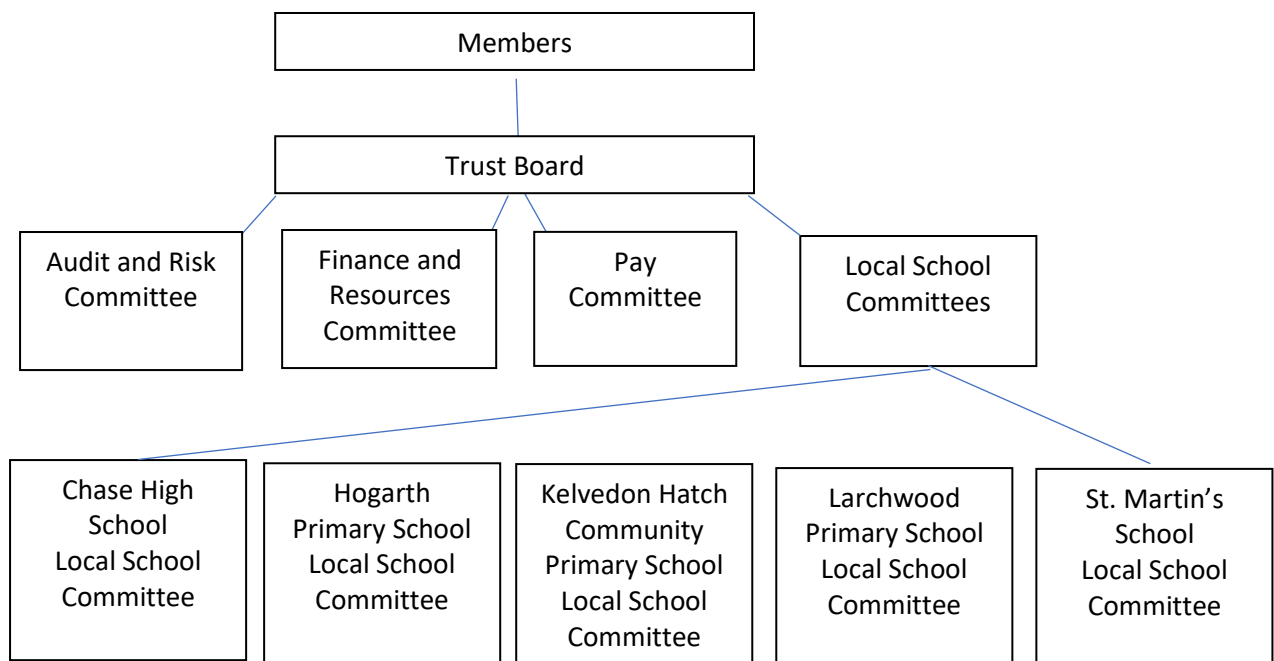 Members
Trust Board
Audit and Risk
Committee
Finance and
Resources
Committee
Pay
Committee
Local School
Committees
Chase High
School
Local School
Committee
Hogarth
Primary School
Local School
Committee
Kelvedon Hatch
Community
Primary School
Local School
Committee
Larchwood
Primary School
Local School
Committee
St. Martin’s
School
Local School
Committee